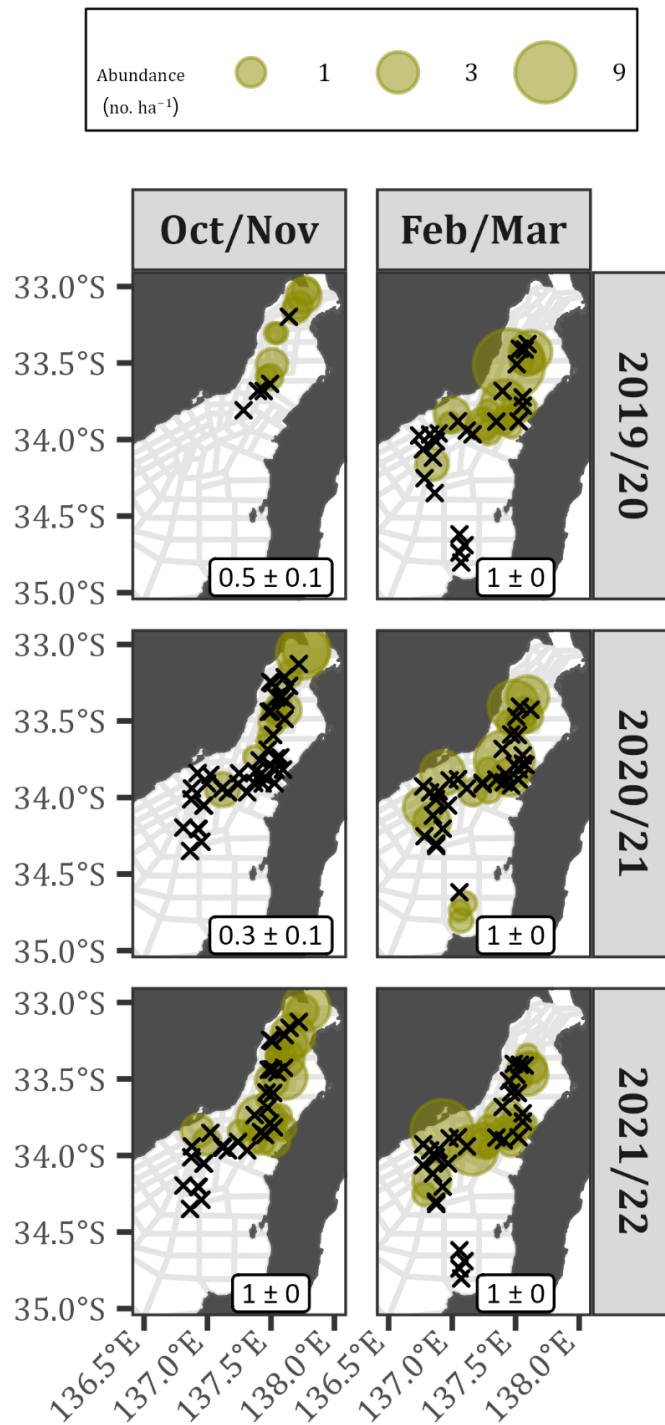 Abundance
(no. ha⁻¹)
1
3
9
Oct/Nov
Feb/Mar
33.0°S
33.5°S
34.0°S
34.5°S
35.0°S
0.5 ± 0.1
1 ± 0
2019/20
33.0°S
33.5°S
34.0°S
34.5°S
35.0°S
0.3 ± 0.1
1 ± 0
2020/21
33.0°S
33.5°S
34.0°S
34.5°S
35.0°S
1 ± 0
1 ± 0
2021/22
136.5°E
137.0°E
137.5°E
138.0°E
136.5°E
137.0°E
137.5°E
138.0°E